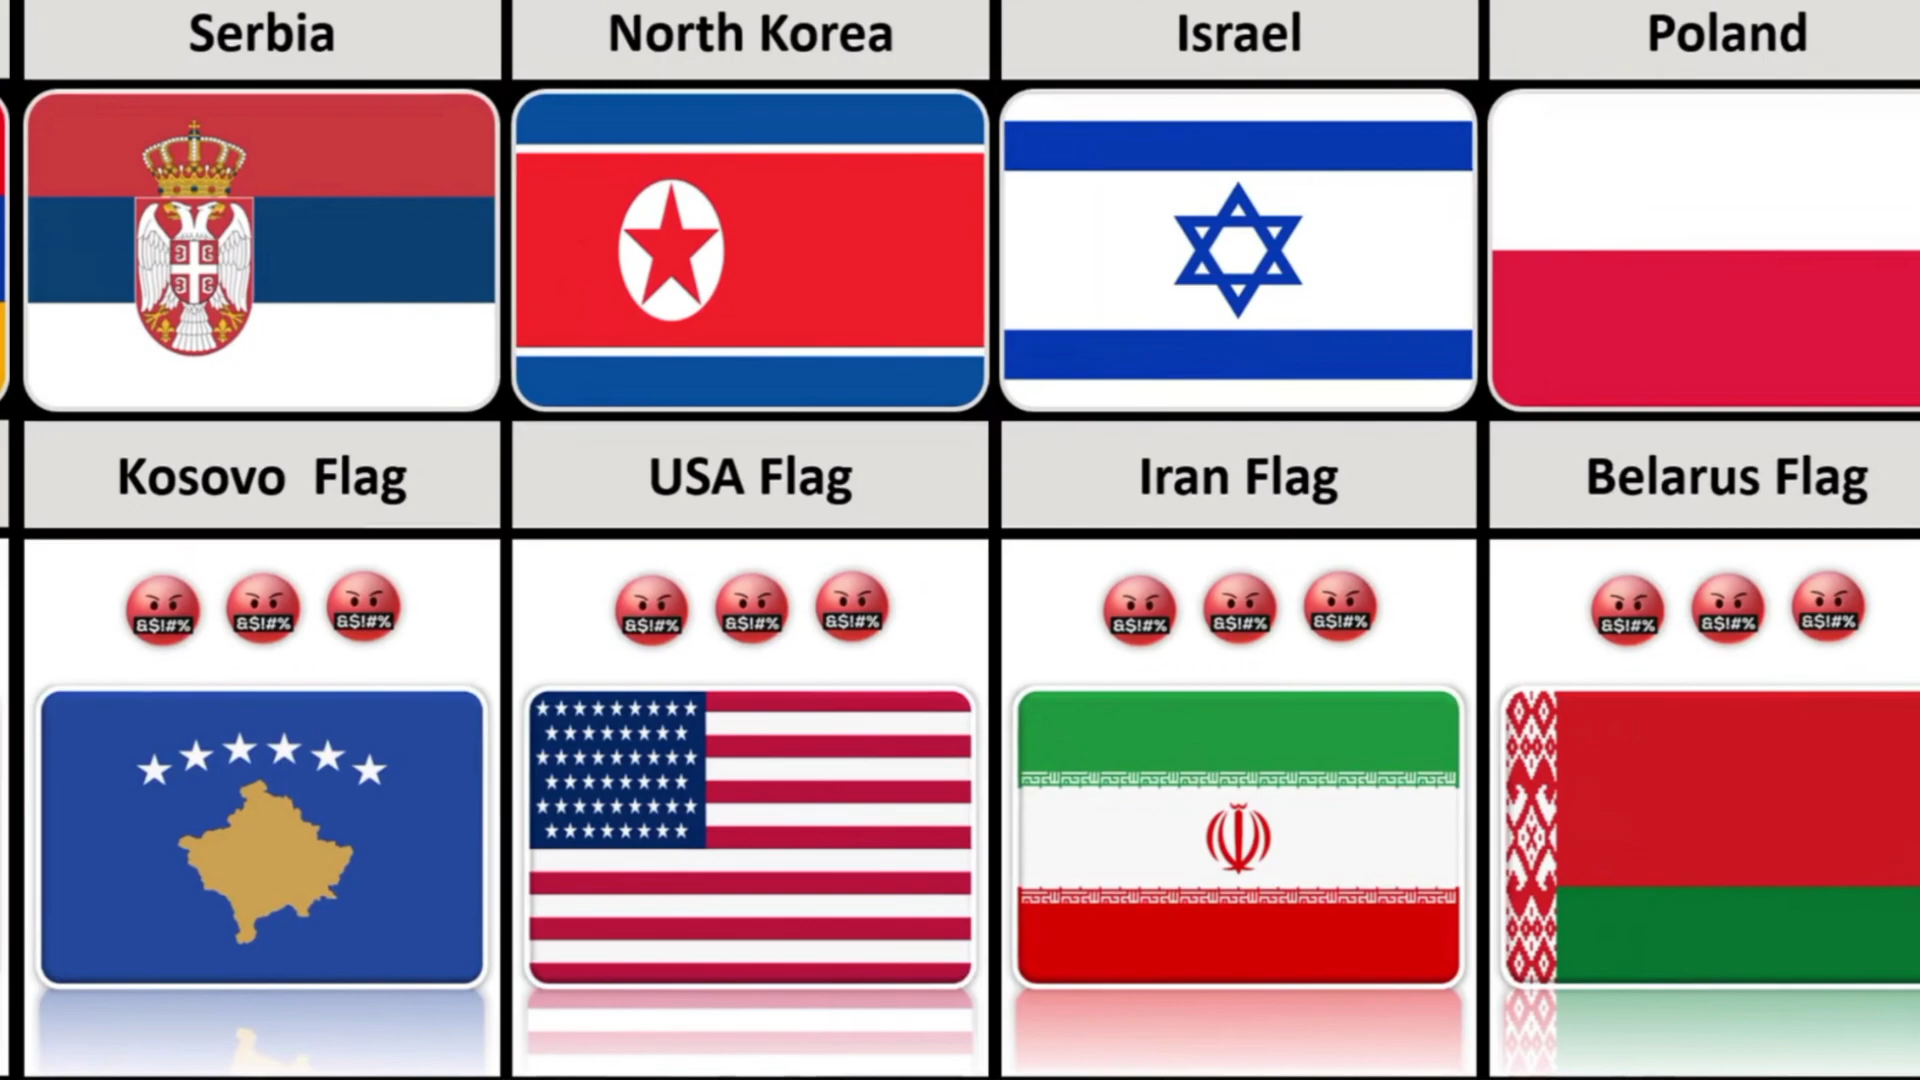 Serbia
North Korea
Israel
Poland
Kosovo  Flag
USA Flag
Iran Flag
Belarus Flag
&$!#% &$!#% &$!#%
&$!#% &$!#% &$!#%
&$!#% &$!#% &$!#%
&$!#% &$!#% &$!#%